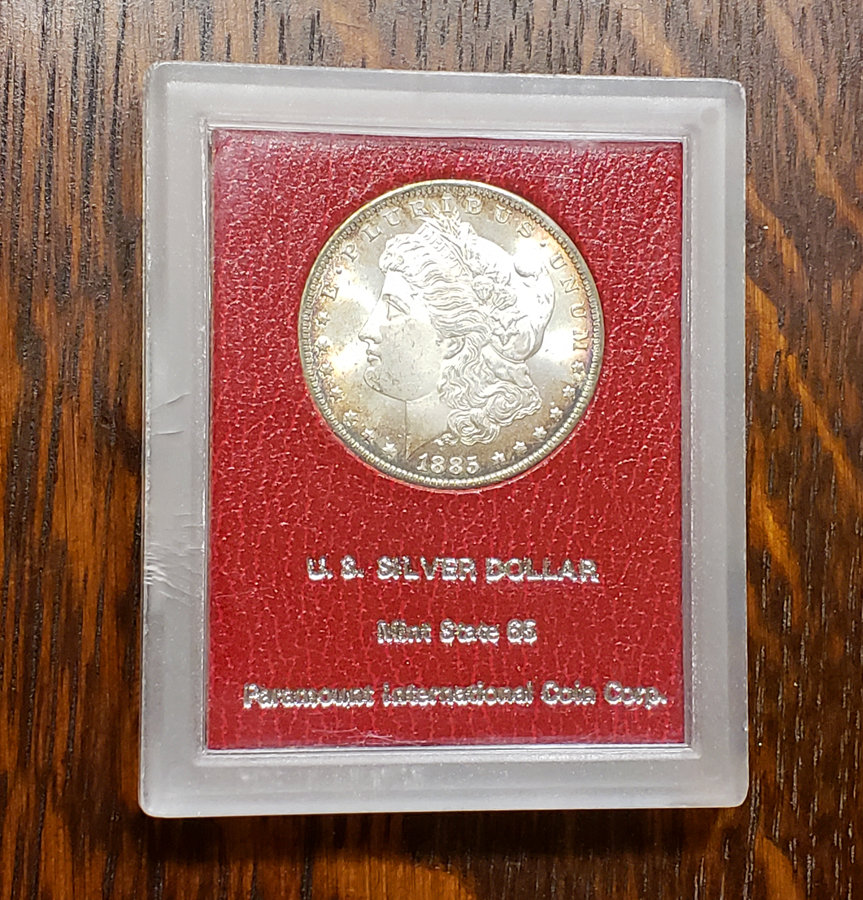 E·PLURIBUS·UNUM
1885
U. S. SILVER DOLLAR
Mint State 65
Paramount International Coin Corp.